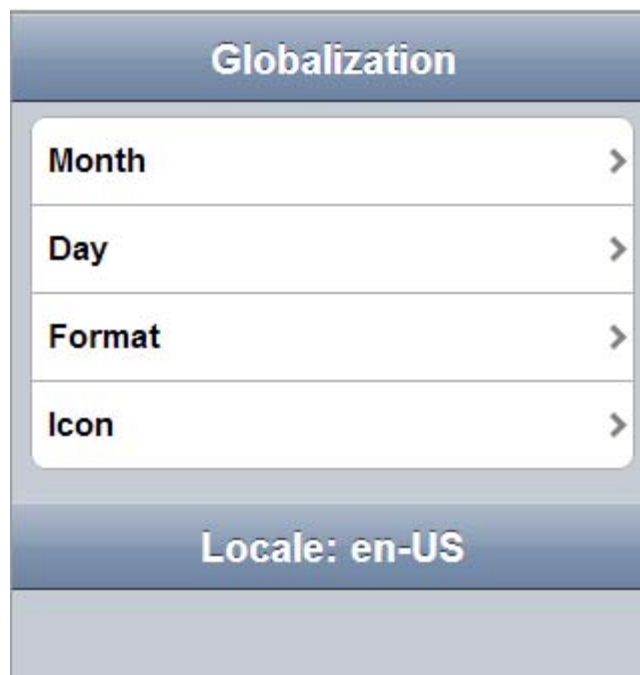 Globalization
Month
Day
Format
Icon
Locale: en-US